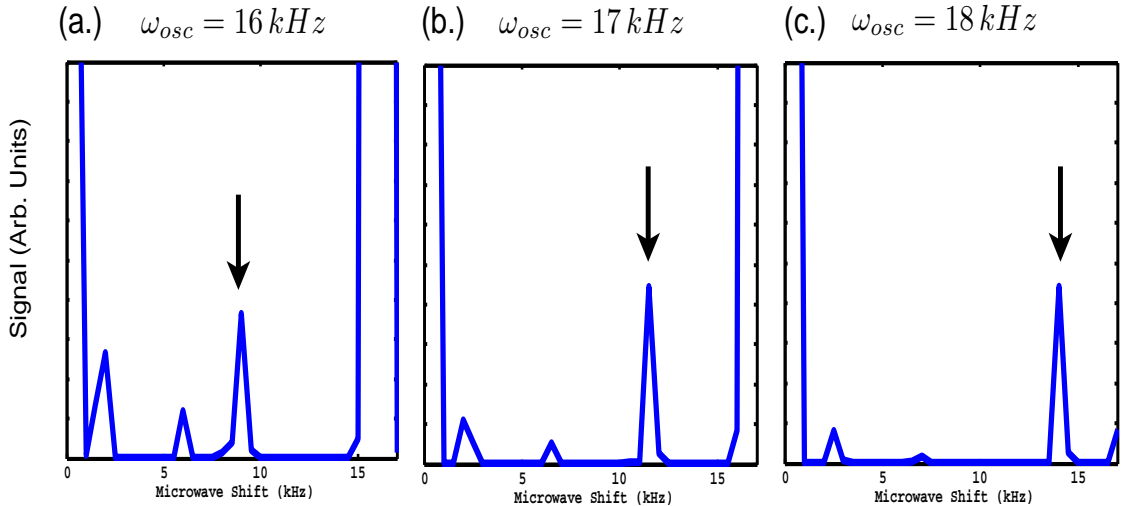 (a.) ω_osc = 16 kHz
(b.) ω_osc = 17 kHz
(c.) ω_osc = 18 kHz
Signal (Arb. Units)
0 5 10 15
Microwave Shift (kHz)
0 5 10 15
Microwave Shift (kHz)
0 5 10 15
Microwave Shift (kHz)